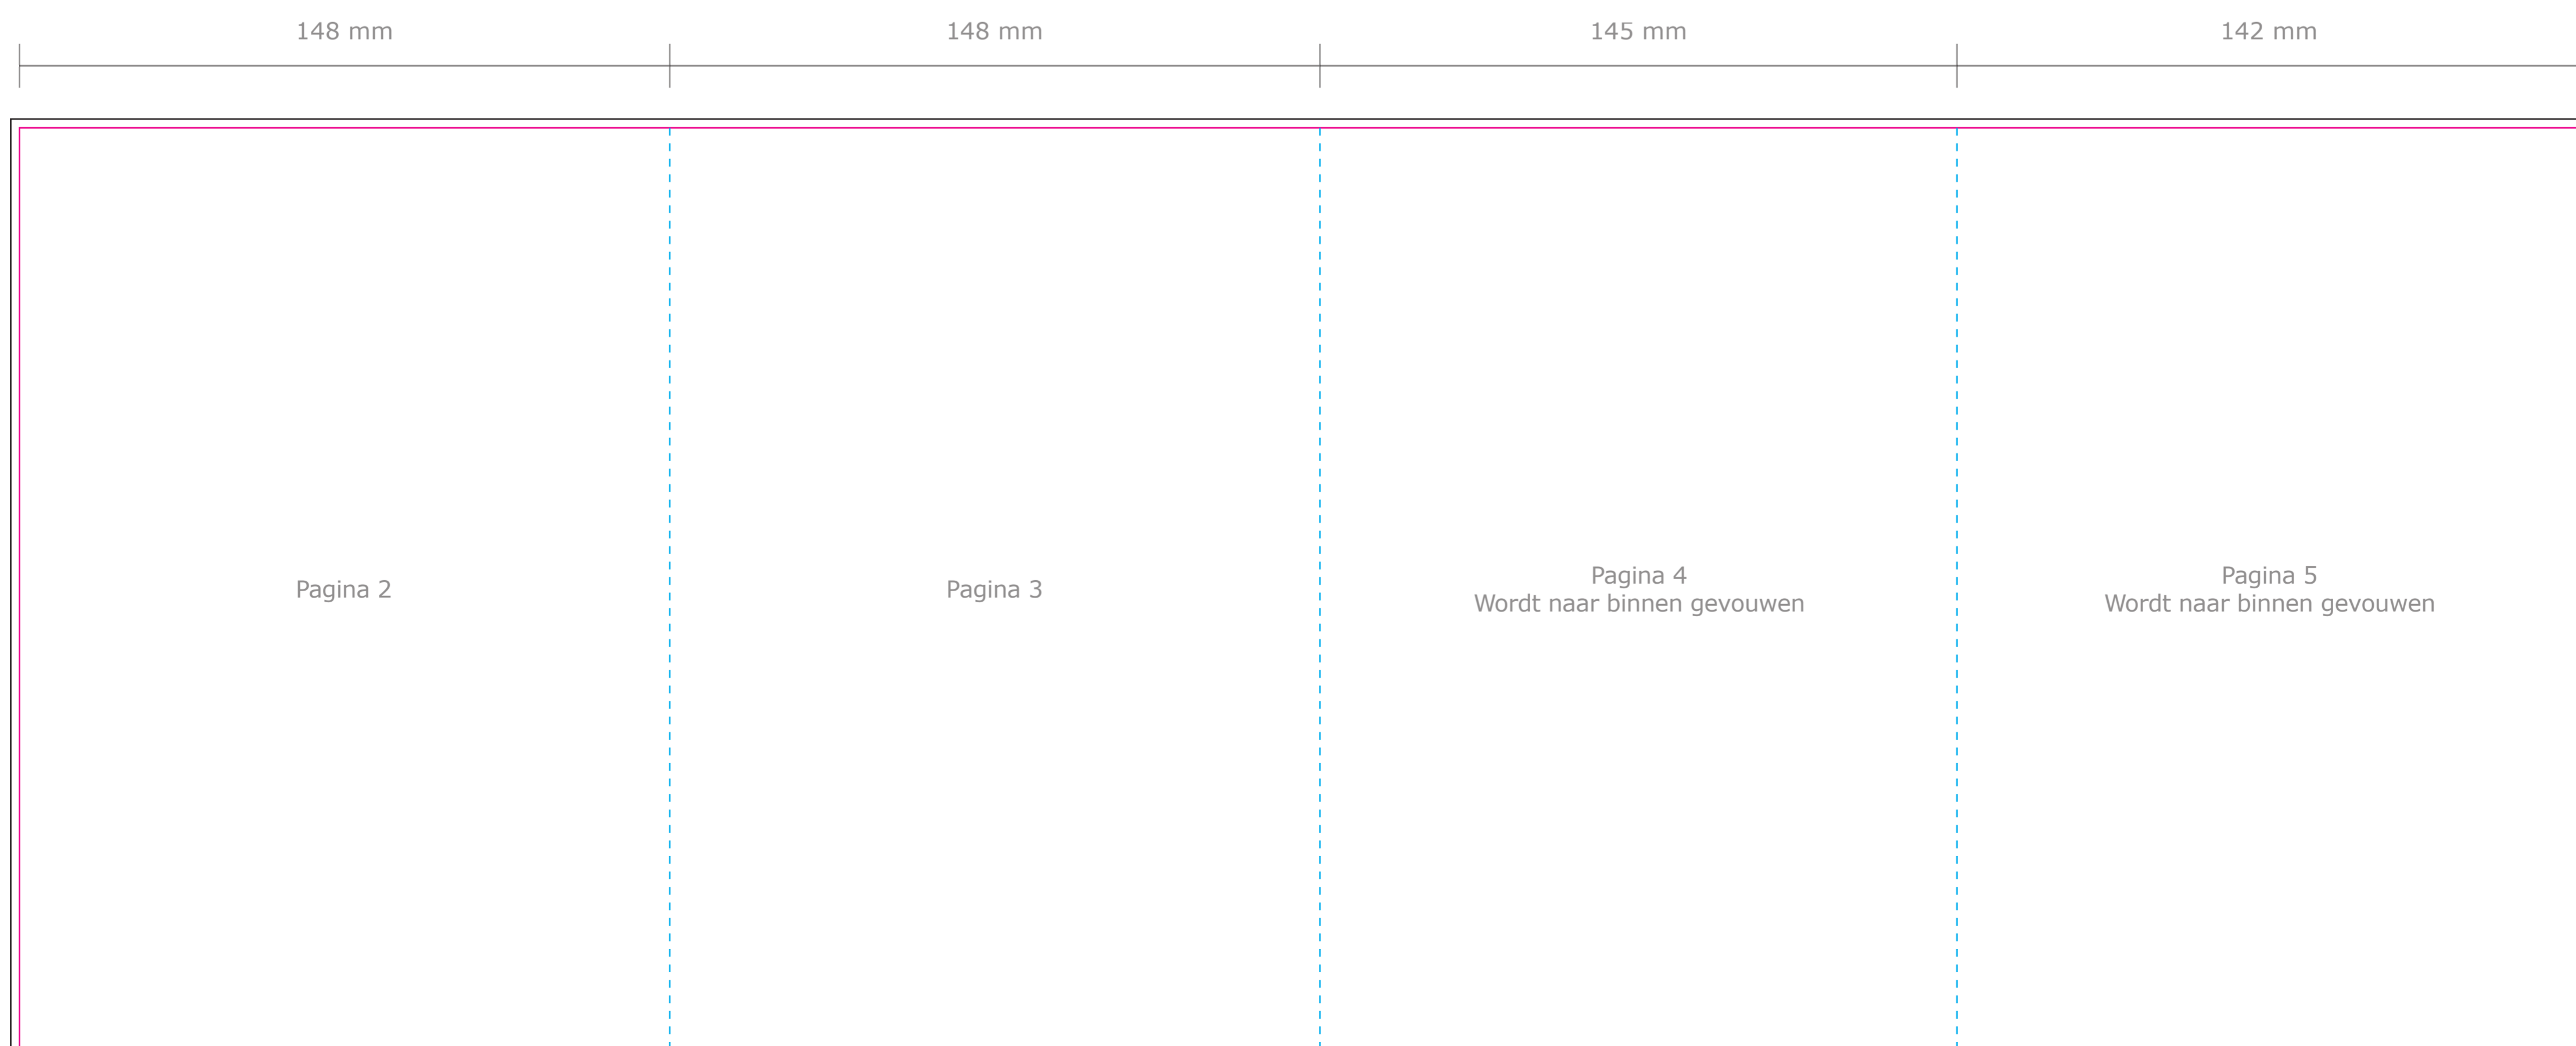 148 mm
148 mm
145 mm
142 mm
Pagina 2
Pagina 3
Pagina 4
Wordt naar binnen gevouwen
Pagina 5
Wordt naar binnen gevouwen